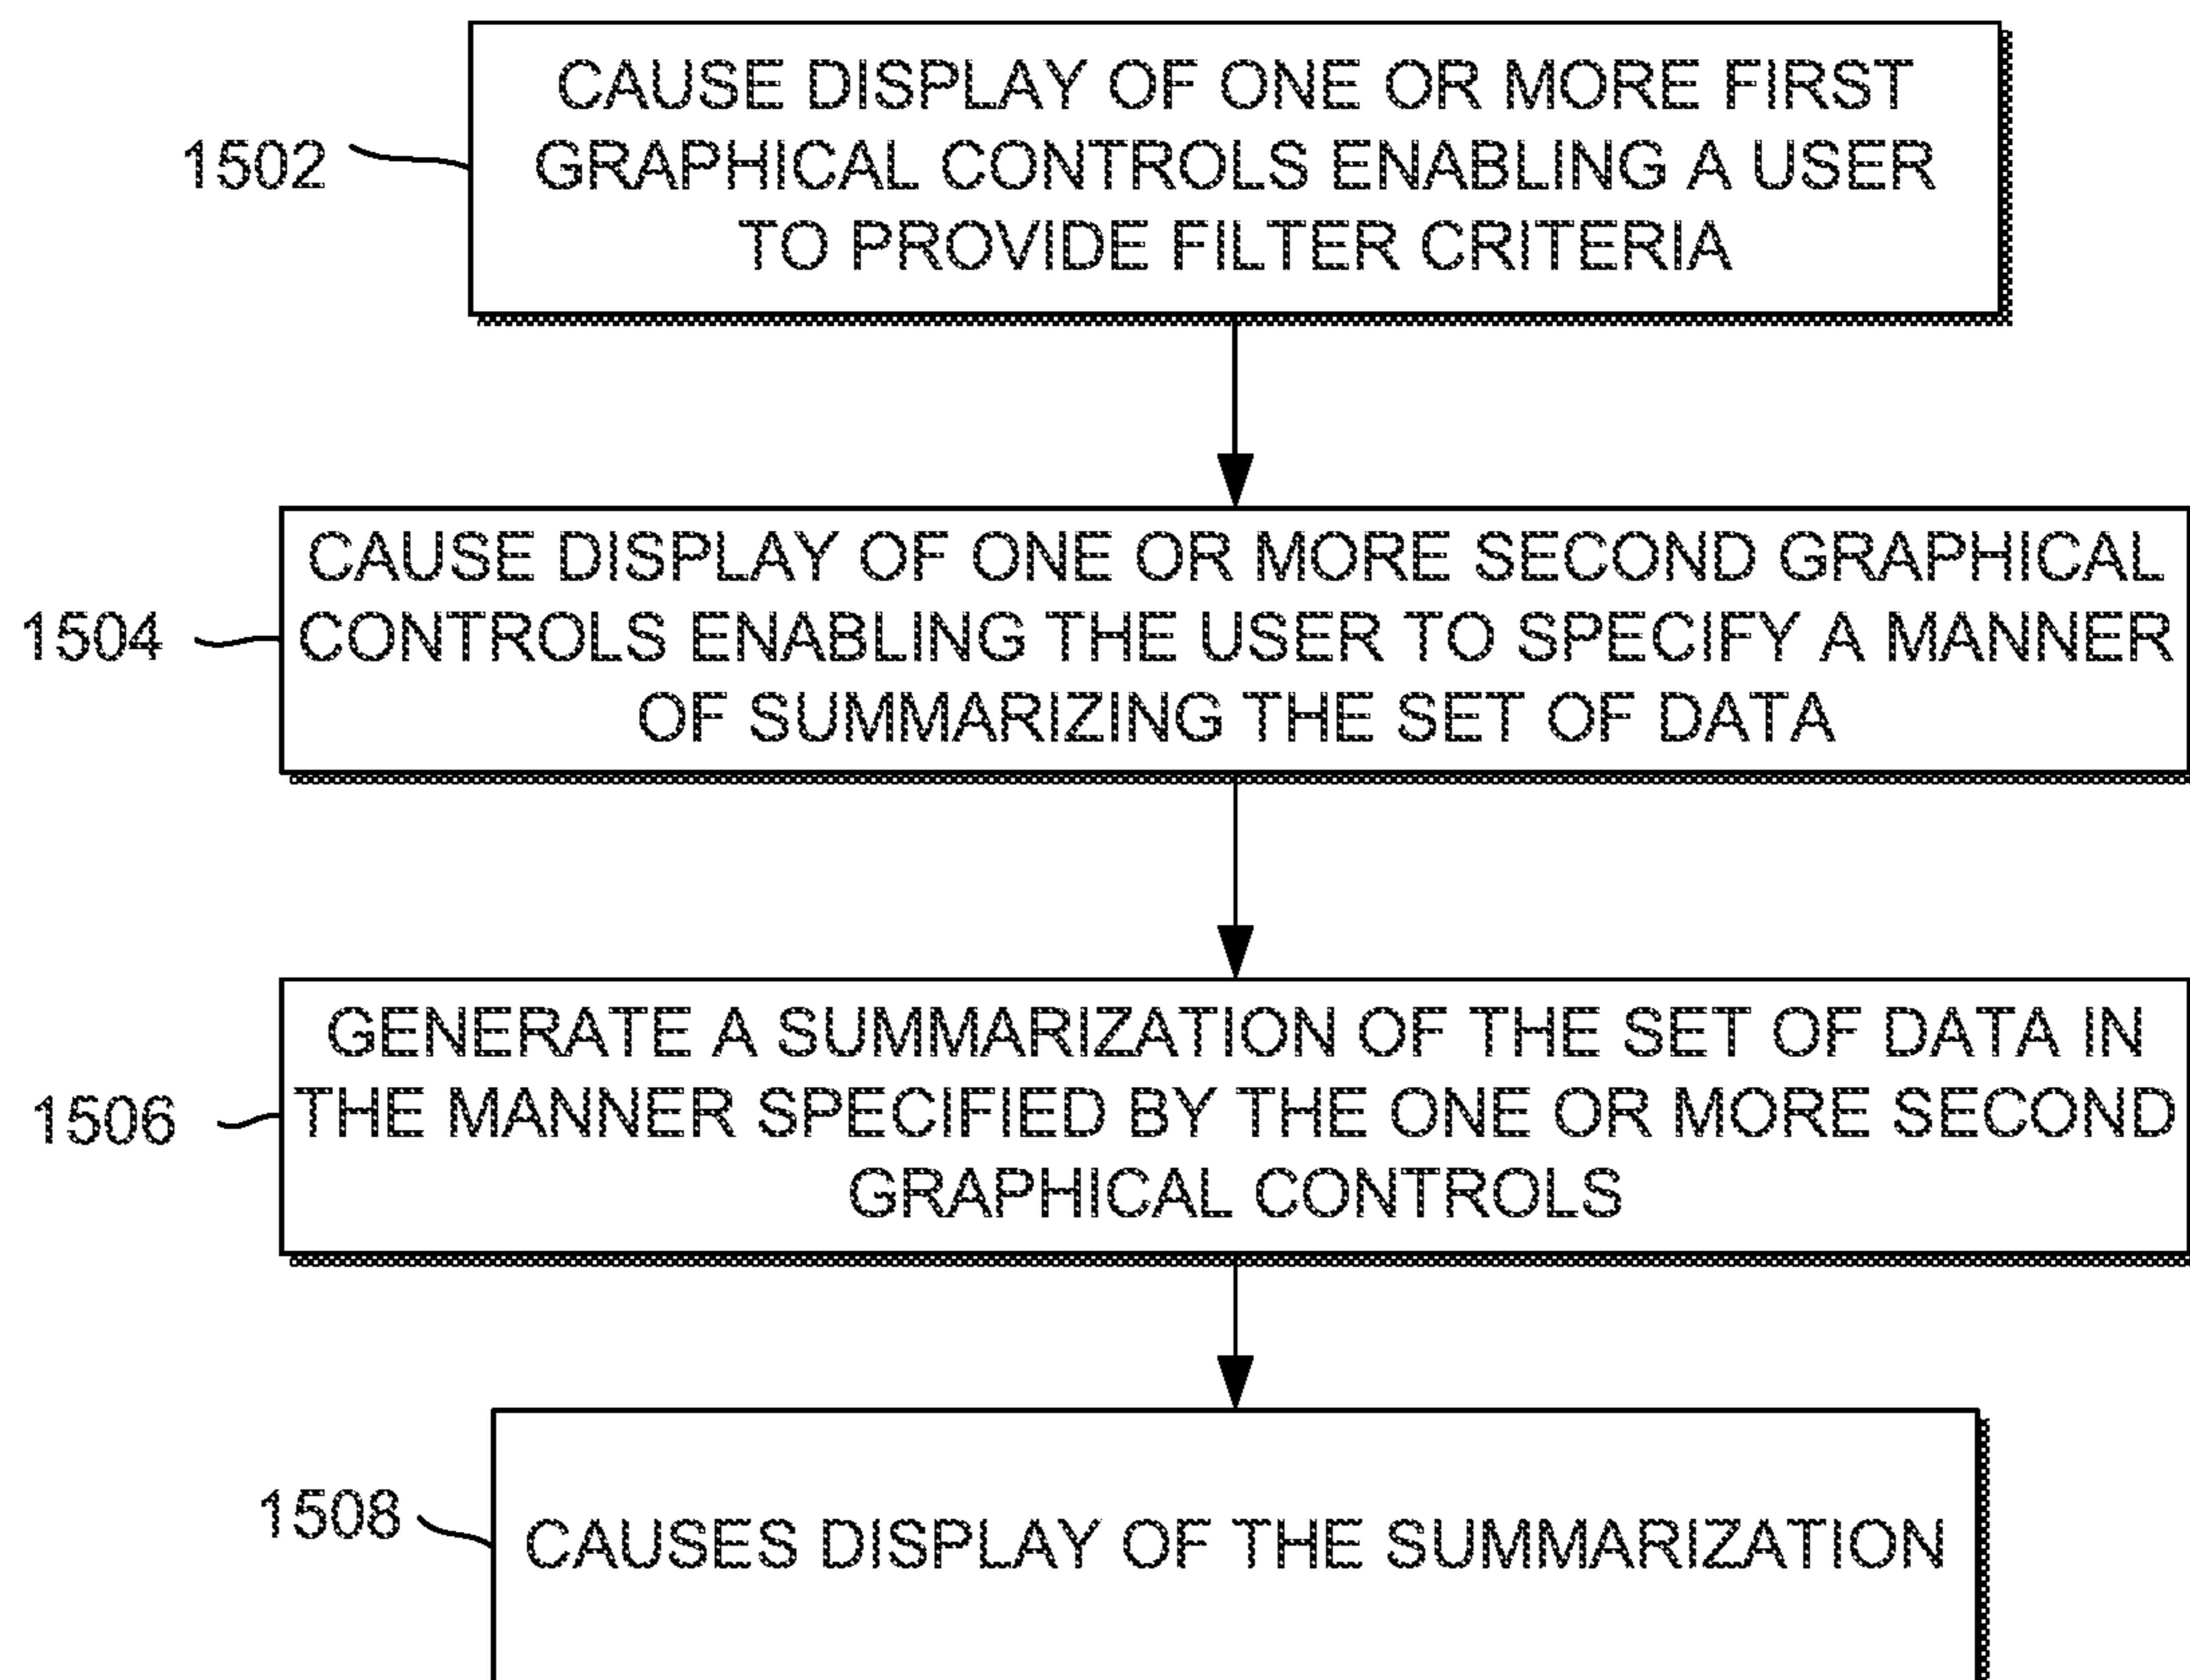 CAUSE DISPLAY OF ONE OR MORE FIRST
1502
GRAPHICAL CONTROLS ENABLING A USER
TO PROVIDE FILTER CRITERIA
CAUSE DISPLAY OF ONE OR MORE SECOND GRAPHICAL
1504
CONTROLS ENABLING THE USER TO SPECIFY A MANNER
OF SUMMARIZING THE SET OF DATA
GENERATE A SUMMARIZATION OF THE SET OF DATA IN
1506
THE MANNER SPECIFIED BY THE ONE OR MORE SECOND
GRAPHICAL CONTROLS
1508
CAUSES DISPLAY OF THE SUMMARIZATION